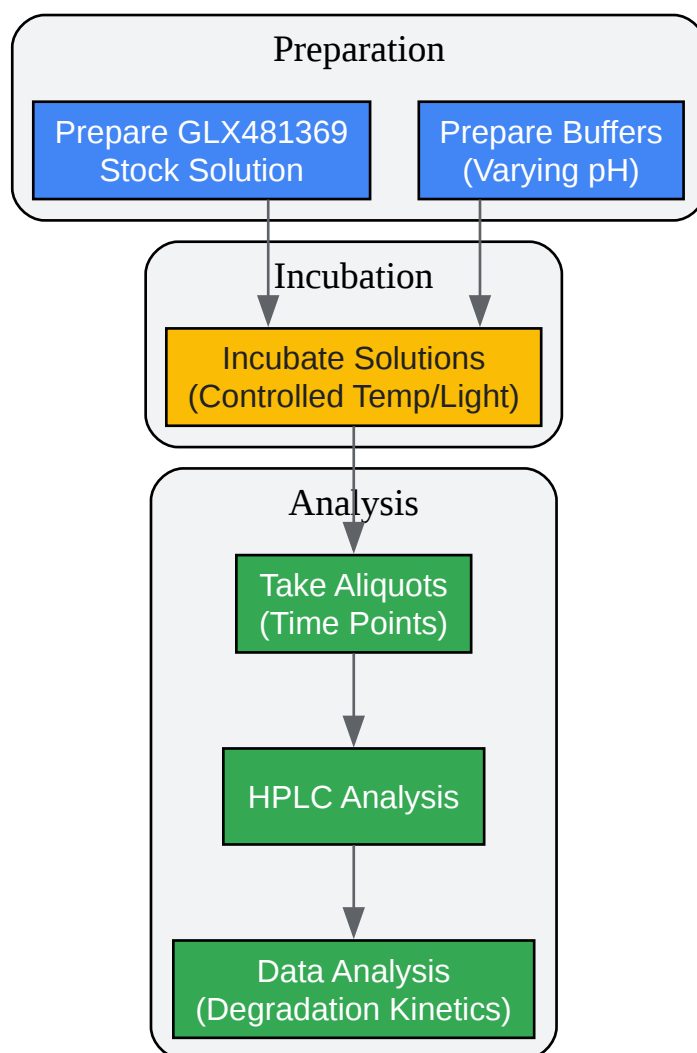 Preparation
Prepare GLX481369
Stock Solution
Prepare Buffers
(Varying pH)
Incubation
Incubate Solutions
(Controlled Temp/Light)
Analysis
Take Aliquots
(Time Points)
HPLC Analysis
Data Analysis
(Degradation Kinetics)